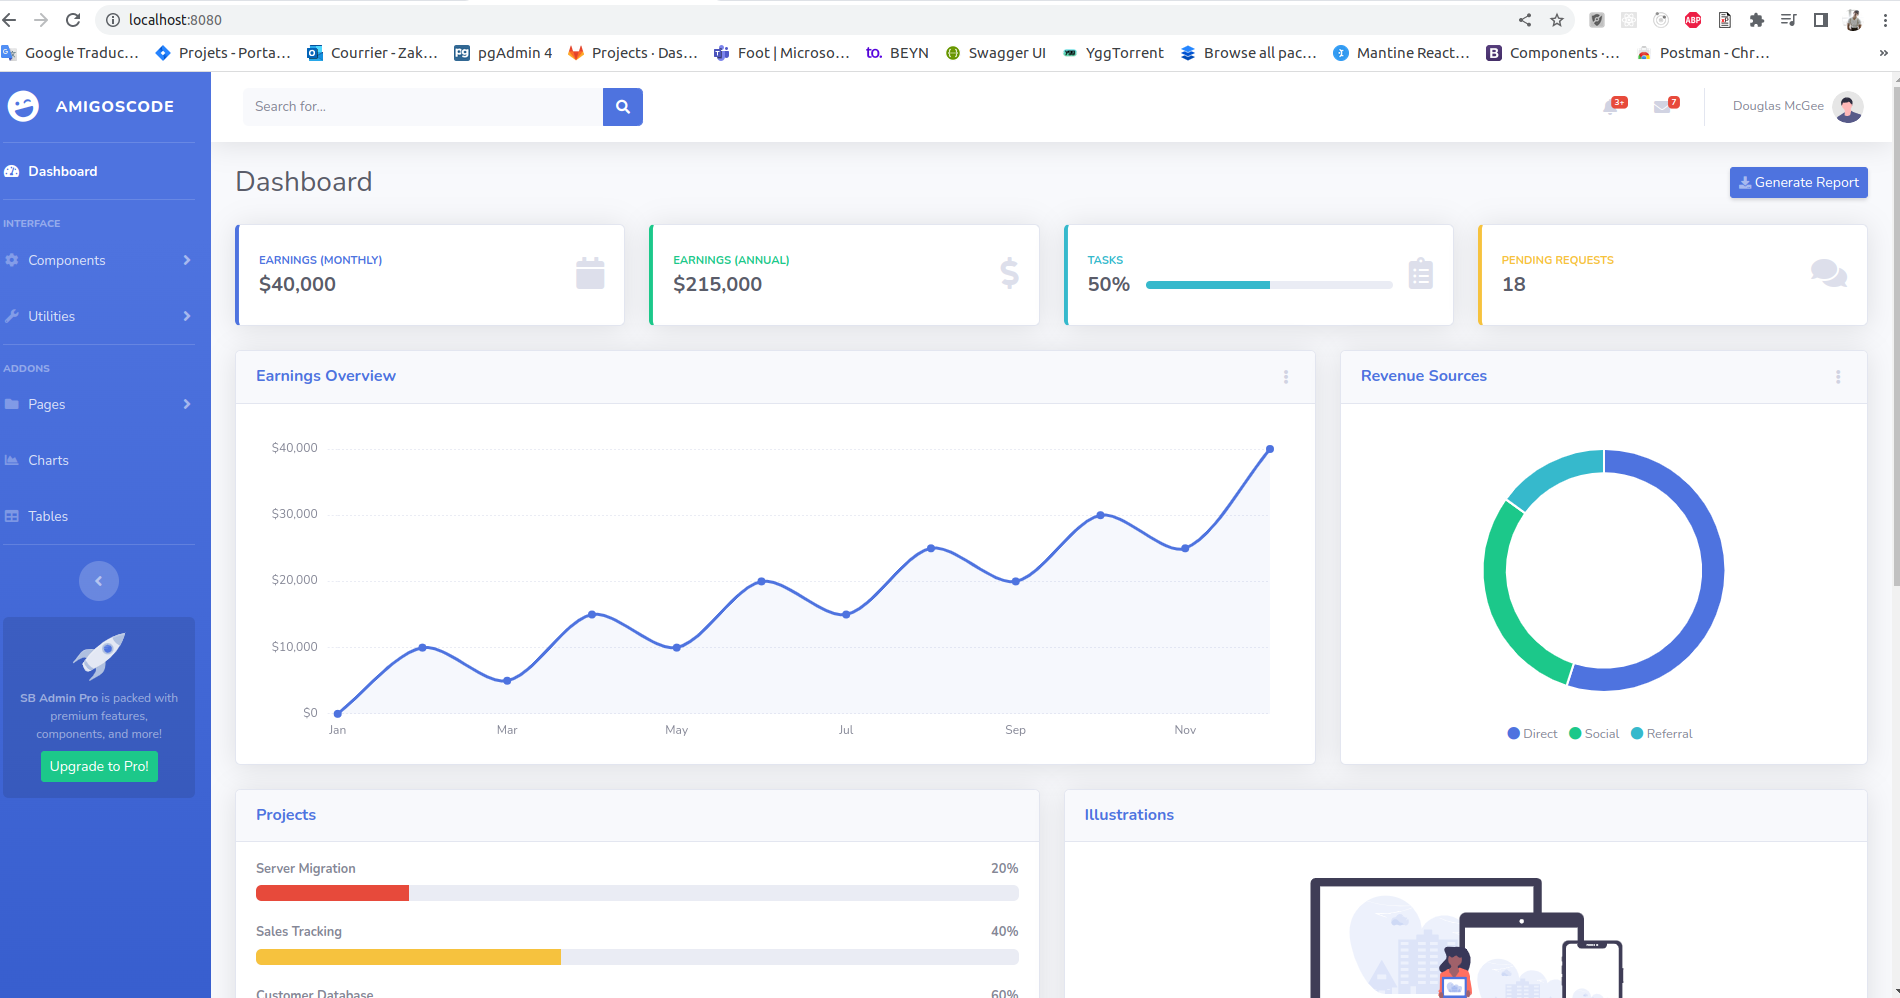 localhost:8080
ABP
Google Traduc...
Projets - Porta...
Courrier - Zak...
pgAdmin 4
Projects · Das...
Foot | Microso...
to. BEYN
Swagger UI
YggTorrent
Browse all pac...
Mantine React...
B Components ·...
Postman - Chr...
»
AMIGOSCODE
Search for...
3+
7
Douglas McGee
Dashboard
INTERFACE
Components
Utilities
ADDONS
Pages
Charts
Tables
SB Admin Pro is packed with
premium features,
components, and more!
Upgrade to Pro!
Dashboard
Generate Report
EARNINGS (MONTHLY)
$40,000
EARNINGS (ANNUAL)
$215,000
TASKS
50%
PENDING REQUESTS
18
Earnings Overview
$40,000
$30,000
$20,000
$10,000
$0
Jan Mar May Jul Sep Nov
Revenue Sources
Direct Social Referral
Projects
Server Migration 20%
Sales Tracking 40%
Customer Database 60%
Illustrations